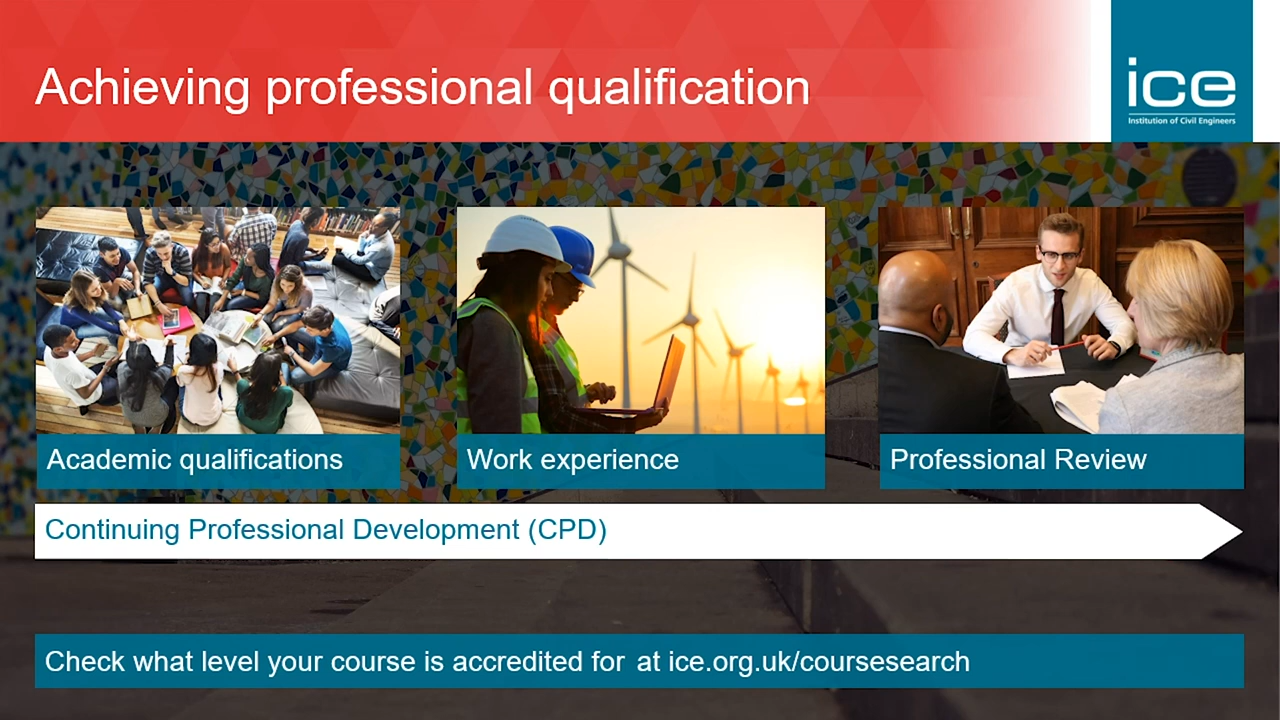 Achieving professional qualification
ice
Institution of Civil Engineers
Academic qualifications
Work experience
Professional Review
Continuing Professional Development (CPD)
Check what level your course is accredited for at ice.org.uk/coursesearch